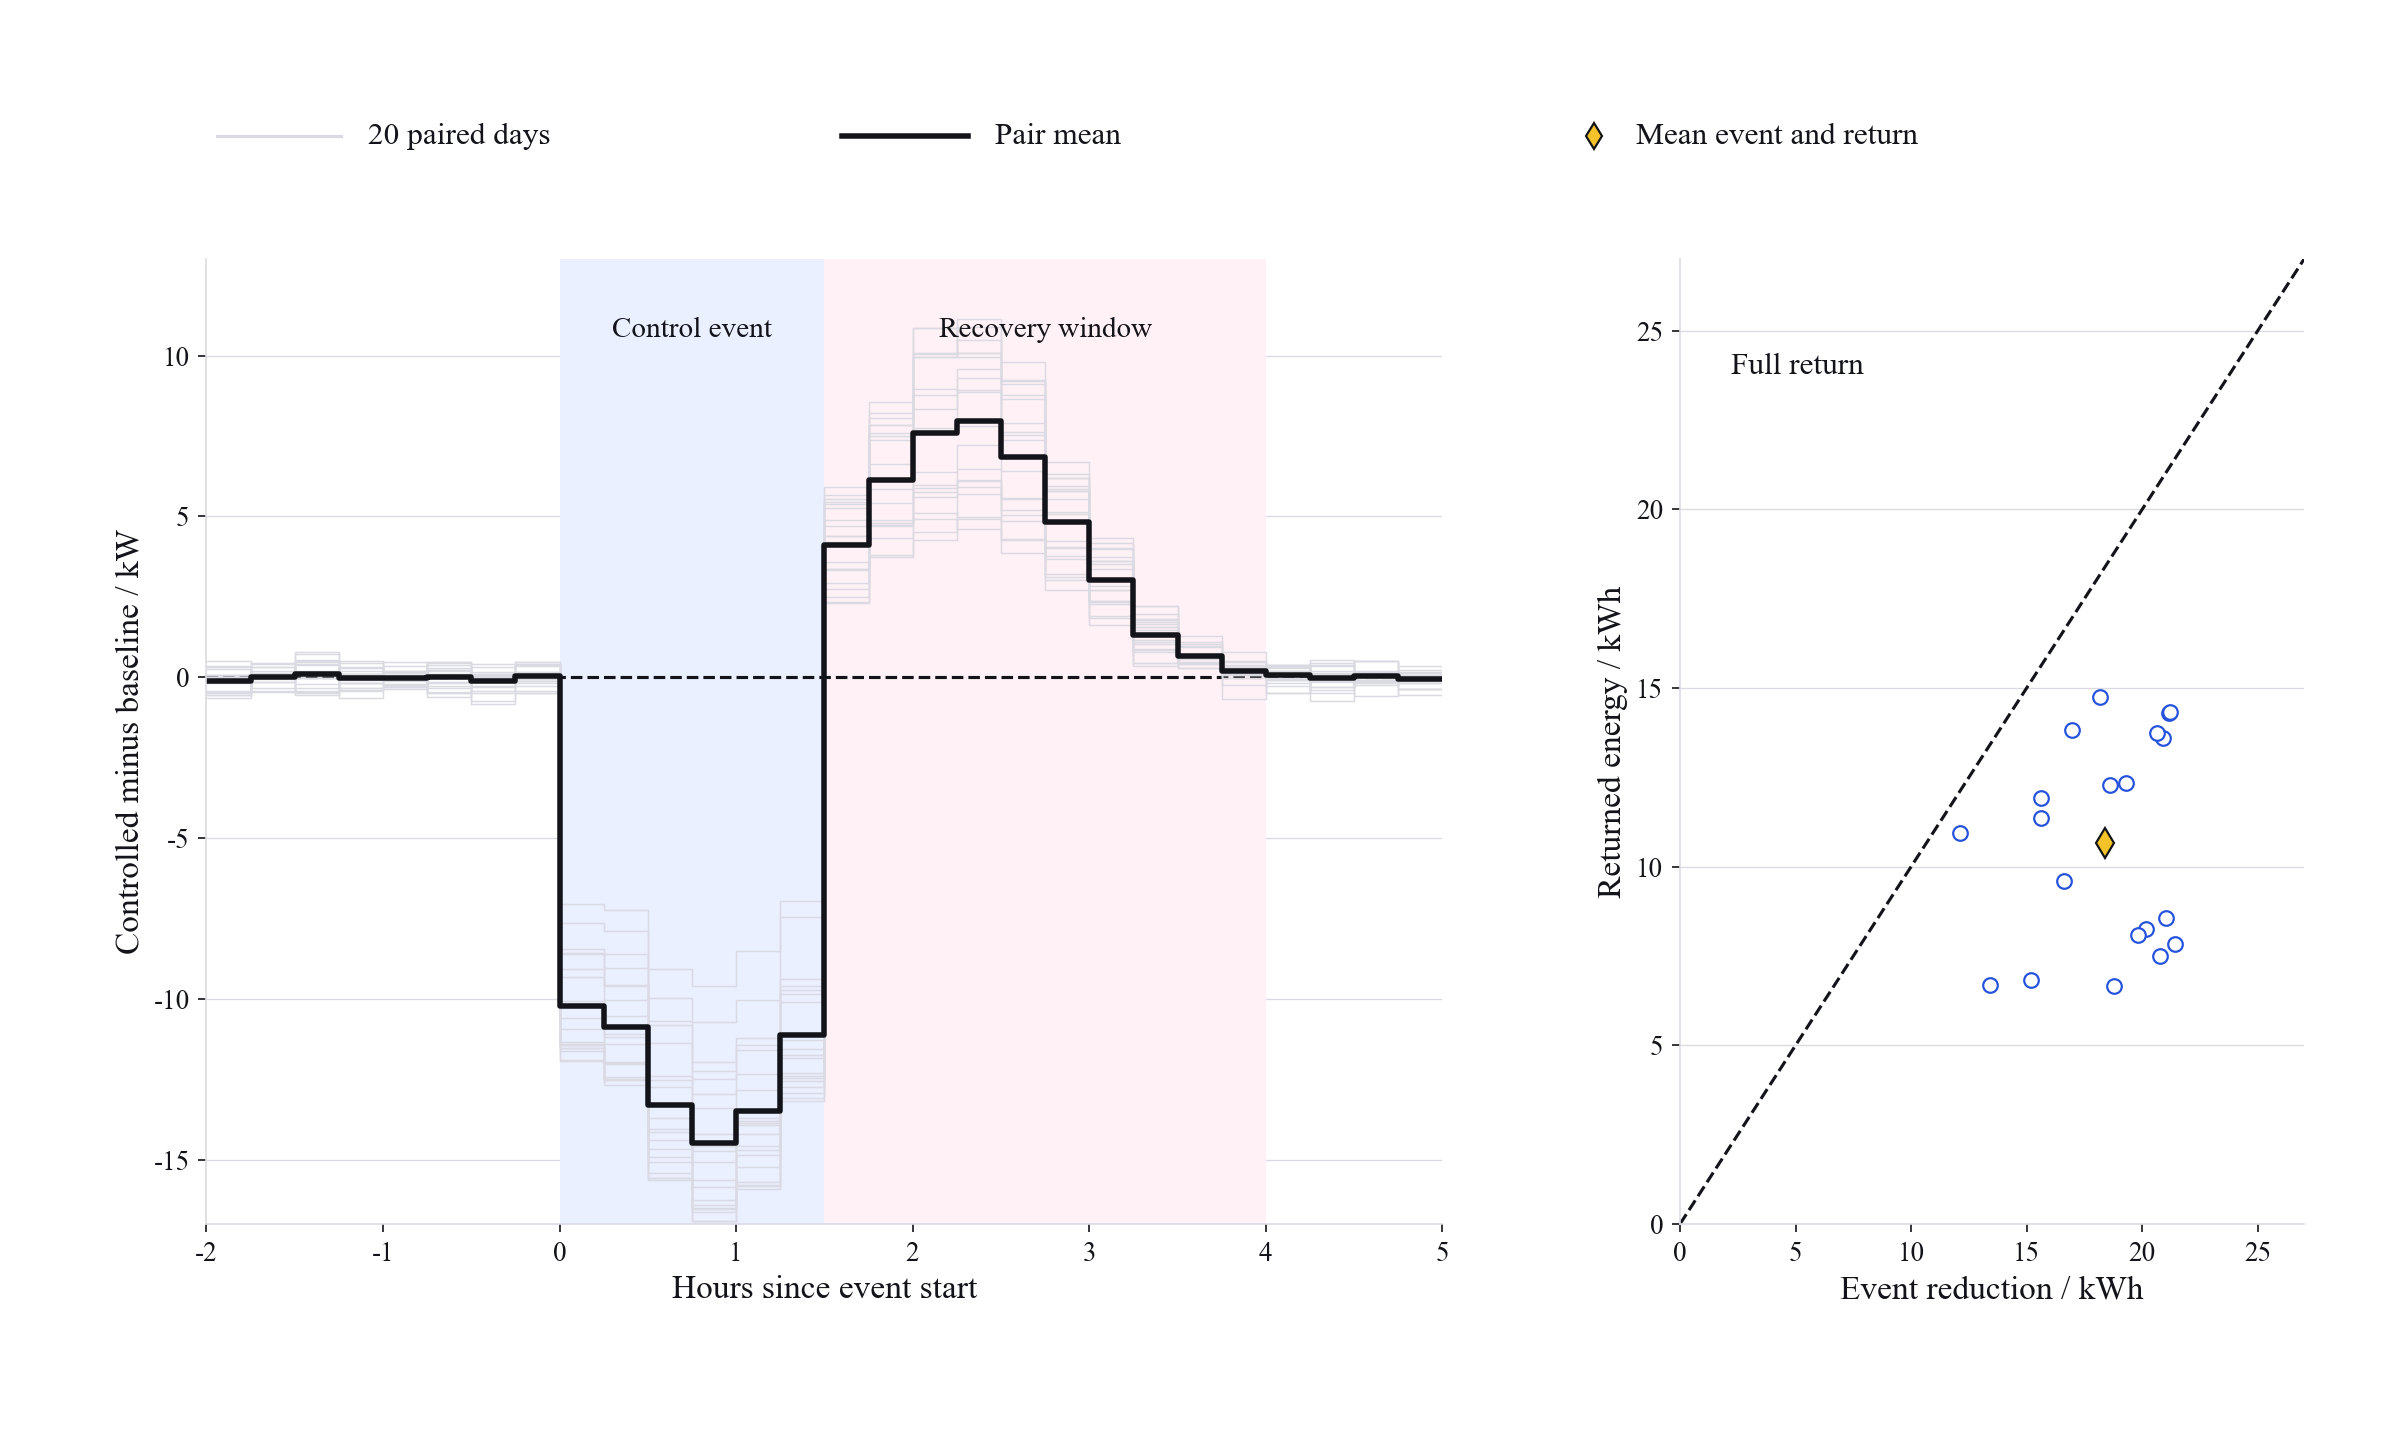 20 paired days
Pair mean
Mean event and return
Controlled minus baseline / kW
10
5
0
-5
-10
-15
Control event
Recovery window
-2
-1
0
1
2
3
4
5
Hours since event start
Returned energy / kWh
25
20
15
10
5
0
Full return
0
5
10
15
20
25
Event reduction / kWh